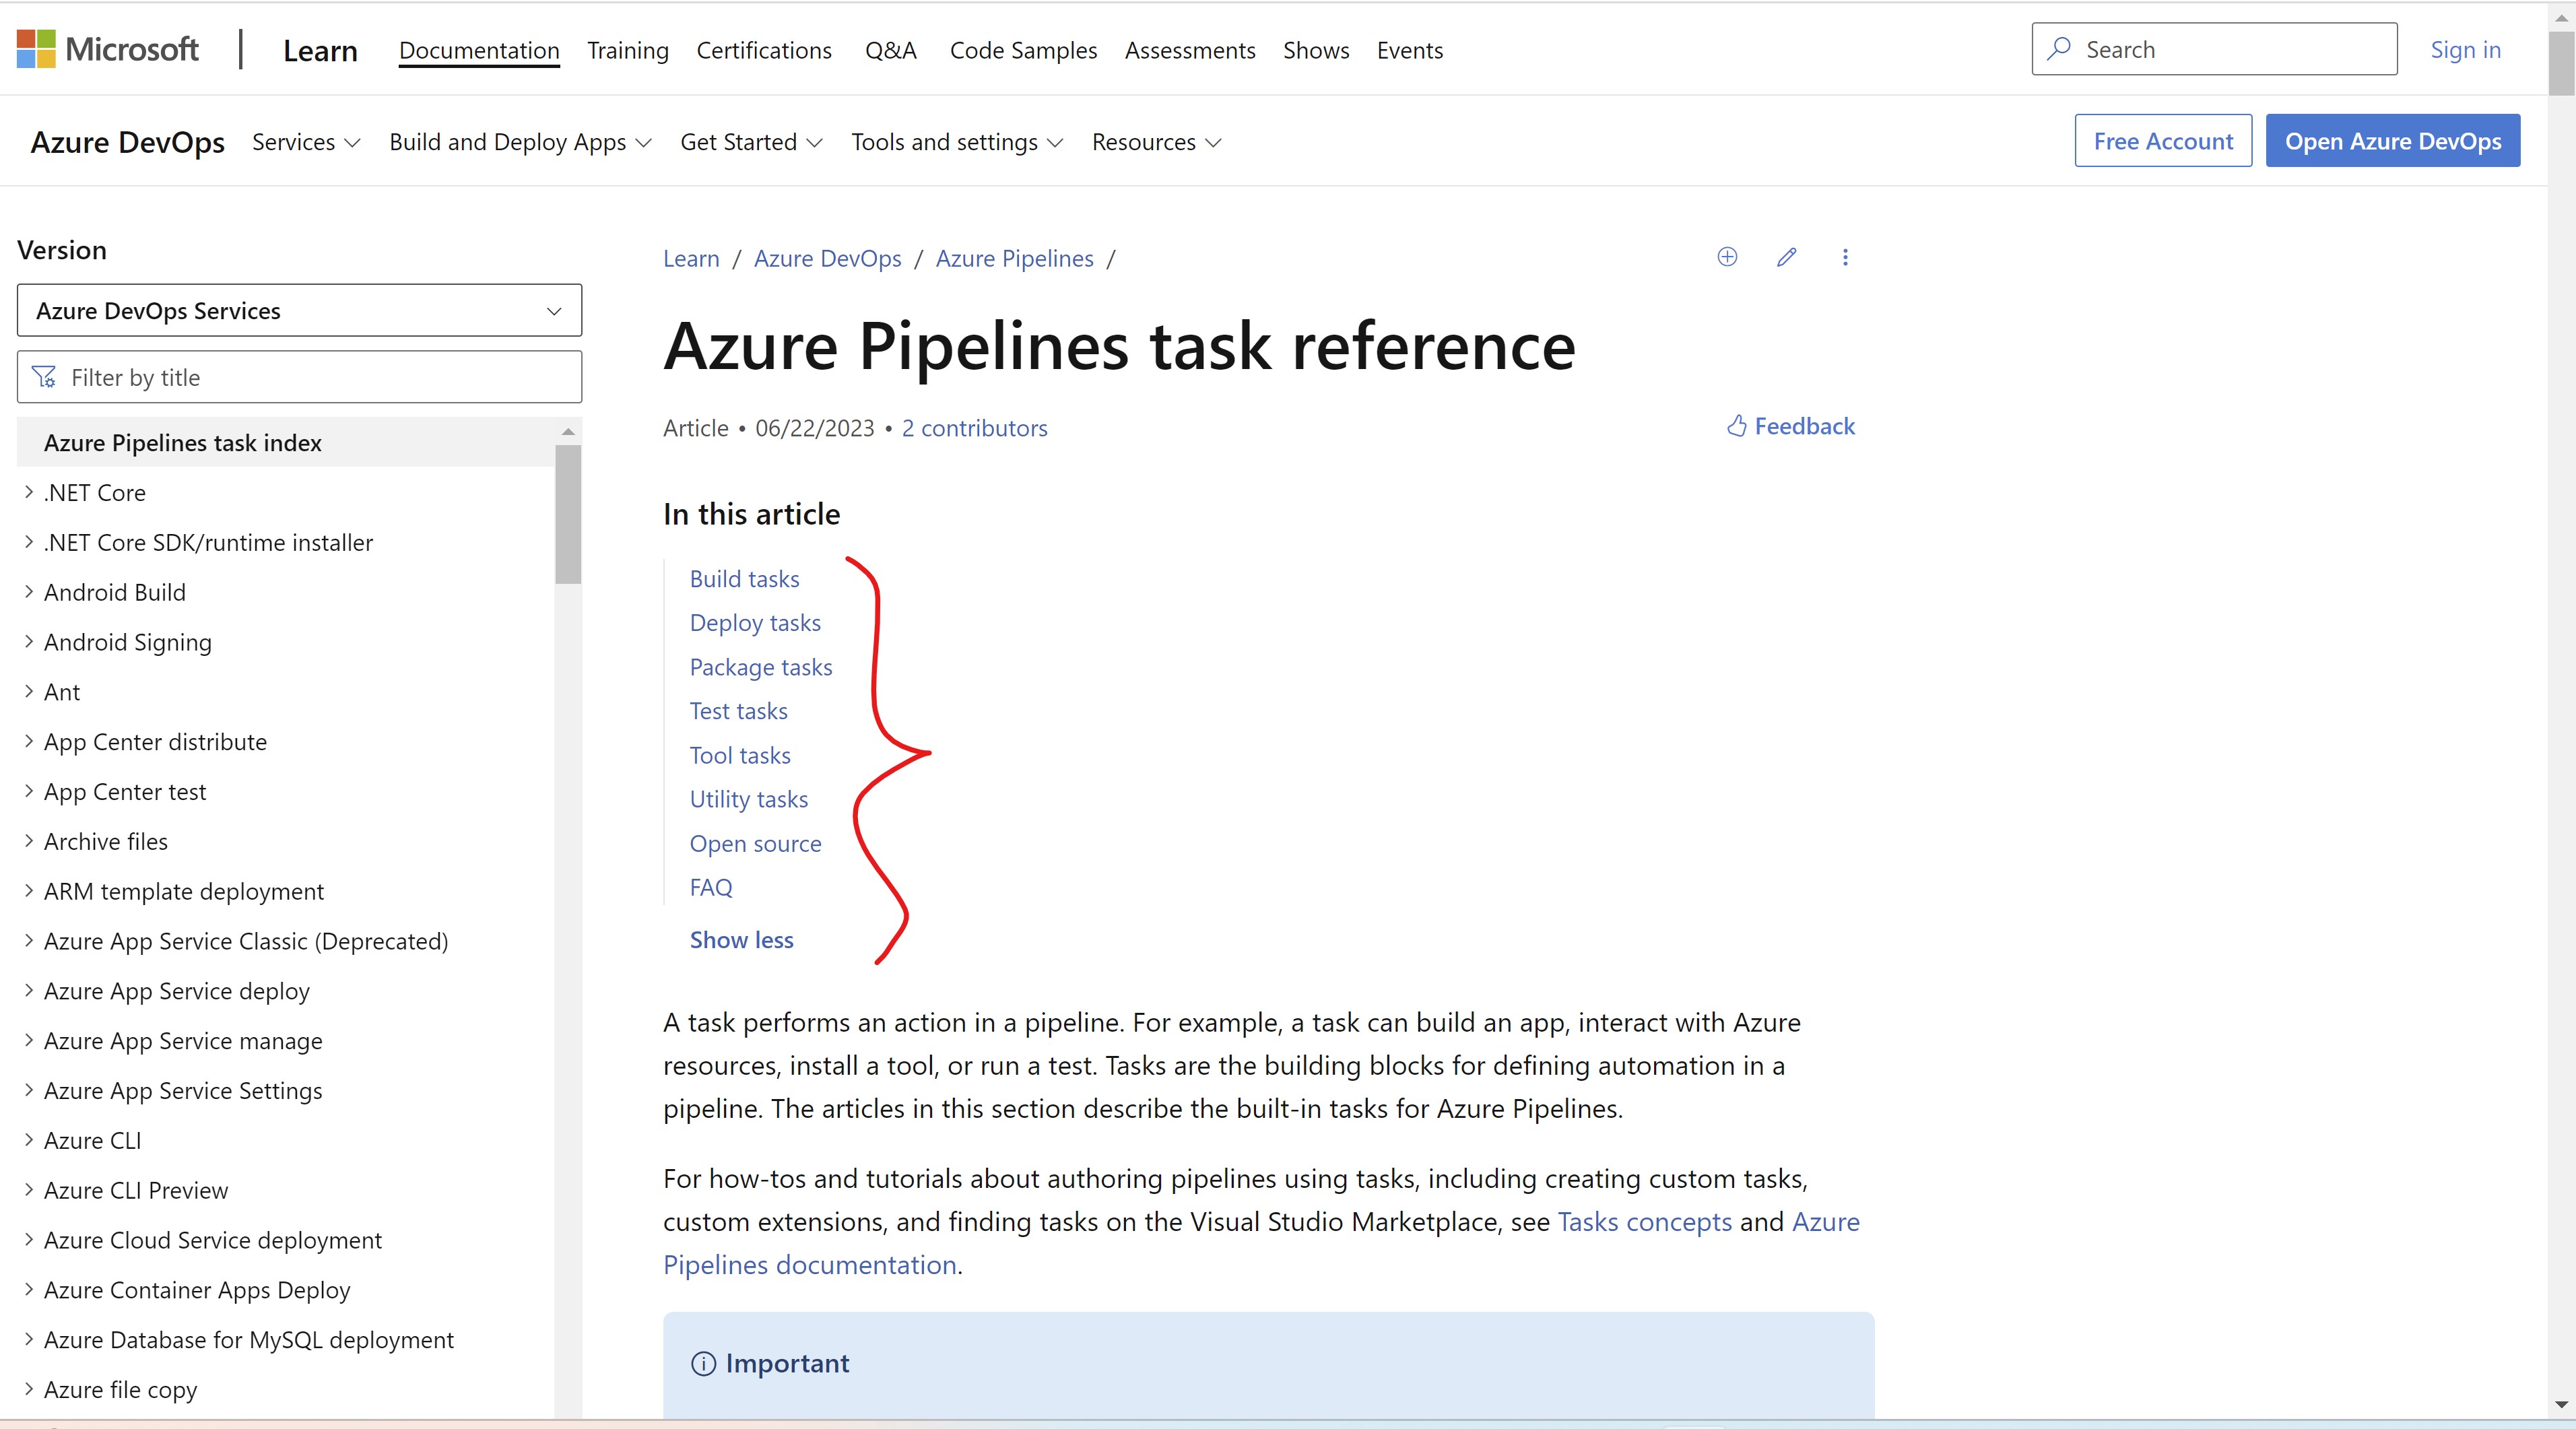 Microsoft | Learn Documentation Training Certifications Q&A Code Samples Assessments Shows Events Search Sign in
Azure DevOps Services Build and Deploy Apps Get Started Tools and settings Resources Free Account Open Azure DevOps
Version
Azure DevOps Services
Filter by title
Azure Pipelines task index
.NET Core
.NET Core SDK/runtime installer
Android Build
Android Signing
Ant
App Center distribute
App Center test
Archive files
ARM template deployment
Azure App Service Classic (Deprecated)
Azure App Service deploy
Azure App Service manage
Azure App Service Settings
Azure CLI
Azure CLI Preview
Azure Cloud Service deployment
Azure Container Apps Deploy
Azure Database for MySQL deployment
Azure file copy
Learn / Azure DevOps / Azure Pipelines /
Azure Pipelines task reference
Article • 06/22/2023 • 2 contributors
Feedback
In this article
Build tasks
Deploy tasks
Package tasks
Test tasks
Tool tasks
Utility tasks
Open source
FAQ
Show less
A task performs an action in a pipeline. For example, a task can build an app, interact with Azure
resources, install a tool, or run a test. Tasks are the building blocks for defining automation in a
pipeline. The articles in this section describe the built-in tasks for Azure Pipelines.
For how-tos and tutorials about authoring pipelines using tasks, including creating custom tasks,
custom extensions, and finding tasks on the Visual Studio Marketplace, see Tasks concepts and Azure
Pipelines documentation.
Important